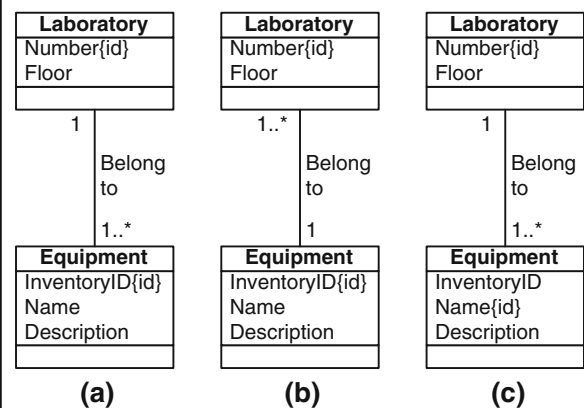 Laboratory
Number{id}
Floor
1
Belong
to
1..*
Equipment
InventoryID{id}
Name
Description
(a)
Laboratory
Number{id}
Floor
1..*
Belong
to
1
Equipment
InventoryID{id}
Name
Description
(b)
Laboratory
Number{id}
Floor
1
Belong
to
1..*
Equipment
InventoryID
Name{id}
Description
(c)